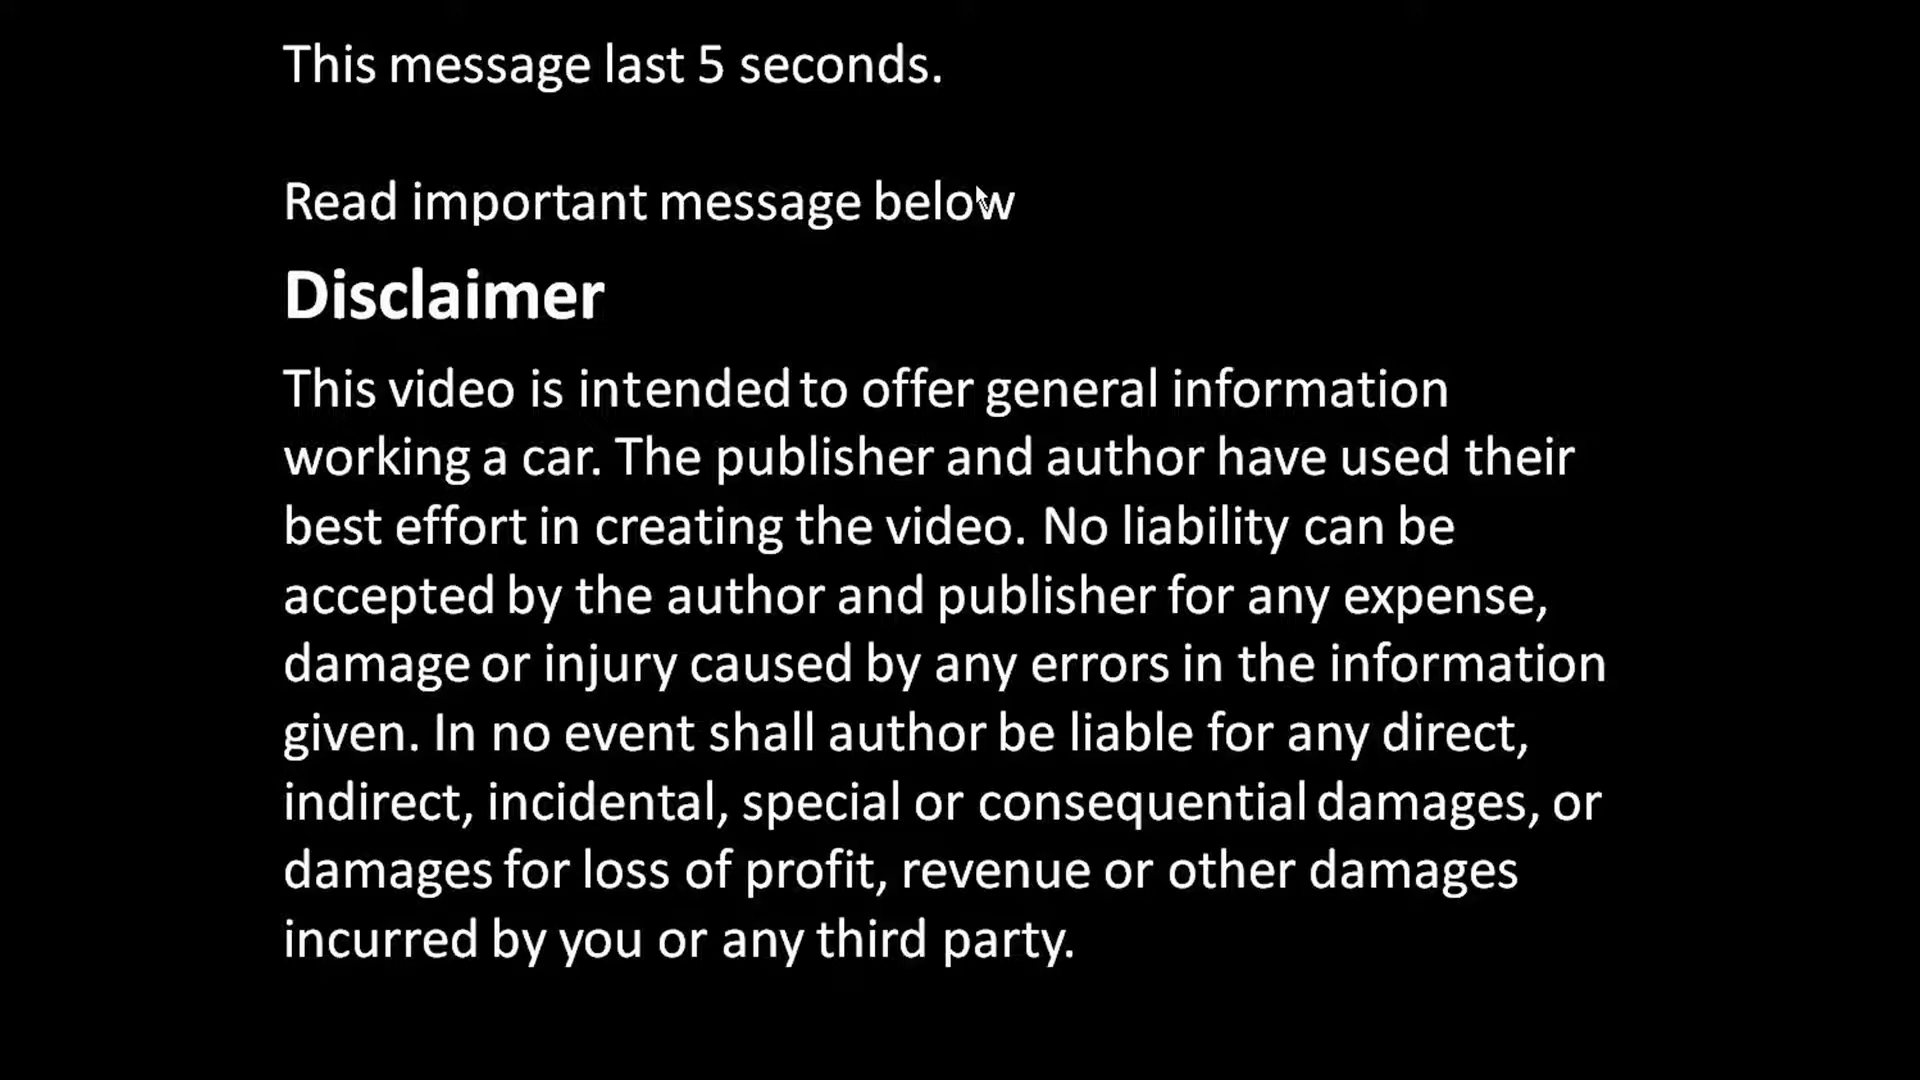 This message last 5 seconds.
Read important message below
Disclaimer
This video is intended to offer general information
working a car. The publisher and author have used their
best effort in creating the video. No liability can be
accepted by the author and publisher for any expense,
damage or injury caused by any errors in the information
given. In no event shall author be liable for any direct,
indirect, incidental, special or consequential damages, or
damages for loss of profit, revenue or other damages
incurred by you or any third party.